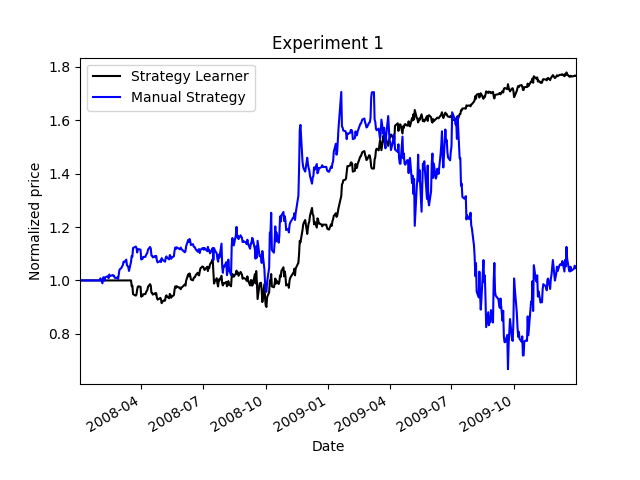 Experiment 1
Strategy Learner
Manual Strategy
Normalized price
1.8
1.6
1.4
1.2
1.0
0.8
2008-04
2008-07
2008-10
2009-01
2009-04
2009-07
2009-10
Date